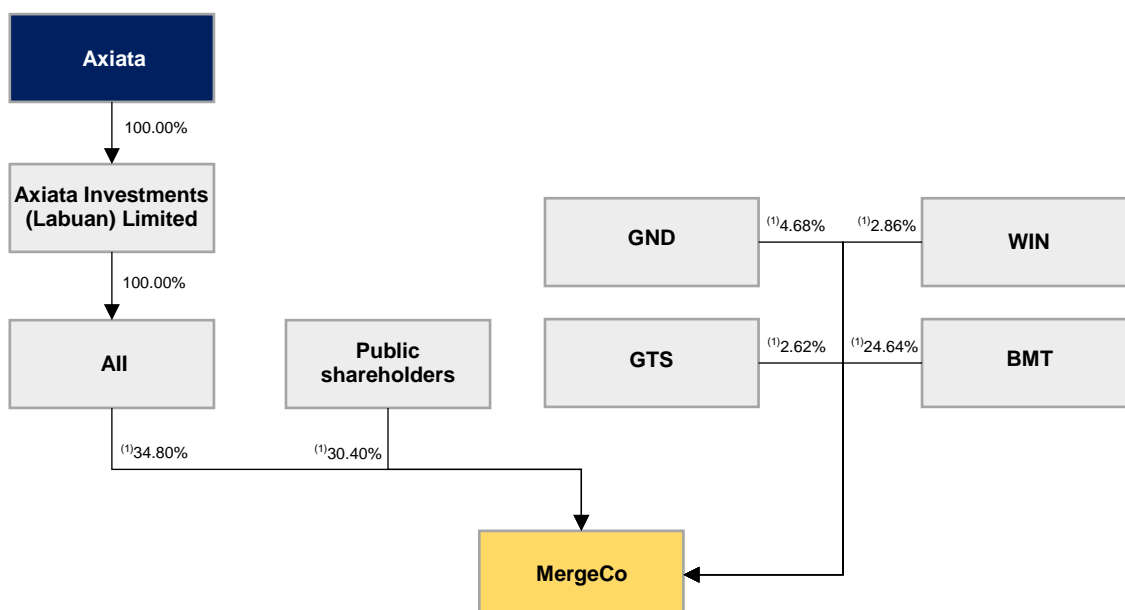 Axiata
100.00%
Axiata Investments
(Labuan) Limited
100.00%
AII
(1)34.80%
Public
shareholders
(1)30.40%
GND
(1)4.68%
(1)2.86%
WIN
GTS
(1)2.62%
(1)24.64%
BMT
MergeCo